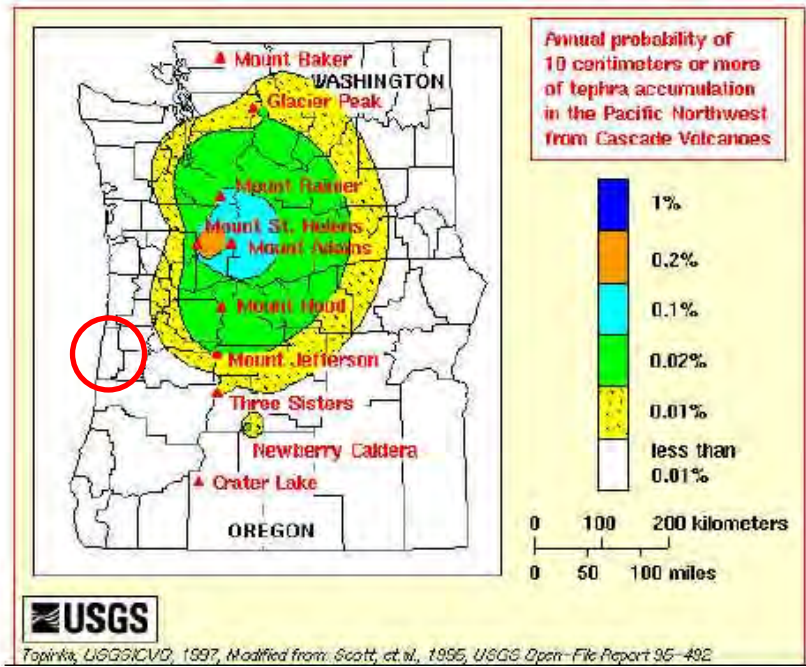 Annual probability of
10 centimeters or more
of tephra accumulation
in the Pacific Northwest
from Cascade Volcanoes
Mount Baker
WASHINGTON
Glacier Peak
Mount Rainier
Mount St. Helens
Mount Adams
Mount Hood
Mount Jefferson
Three Sisters
Newberry Caldera
Crater Lake
OREGON
1%
0.2%
0.1%
0.02%
0.01%
less than
0.01%
0 100 200 kilometers
0 50 100 miles
USGS
Topinka, USGS/CVO, 1997, Modified from: Scott, et.al., 1995, USGS Open-File Report 95-492